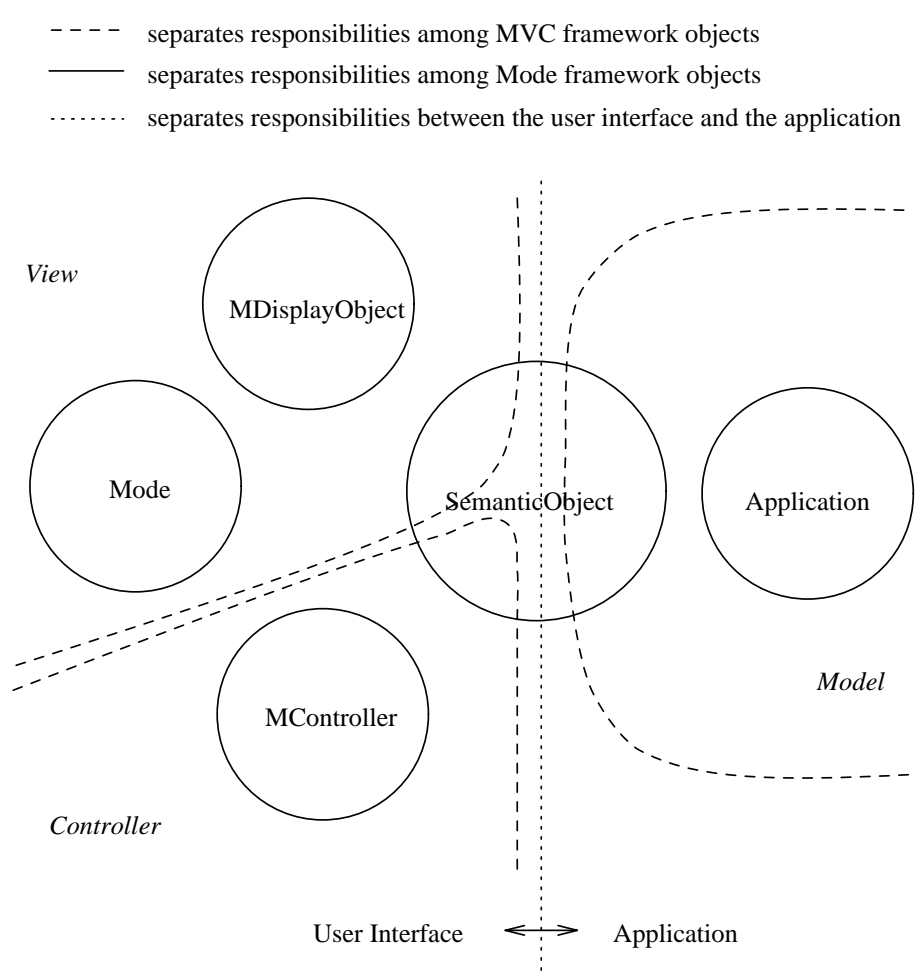 separates responsibilities among MVC framework objects
separates responsibilities among Mode framework objects
separates responsibilities between the user interface and the application
View
MDisplayObject
Mode
SemanticObject
Application
Model
MController
Controller
User Interface
Application